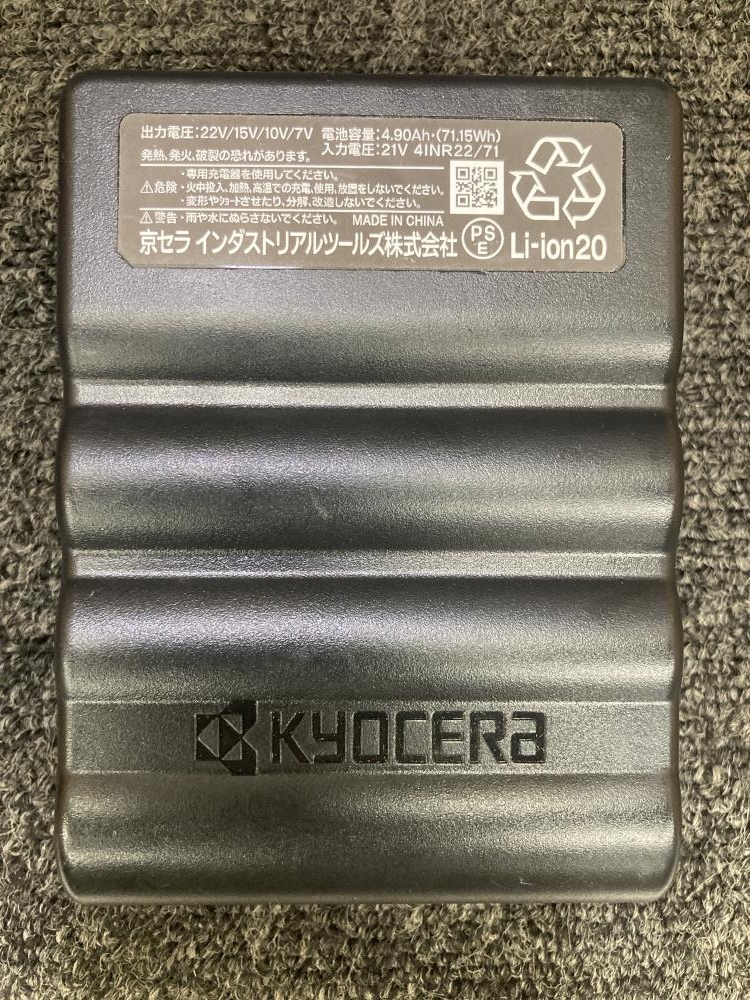 出力電圧:22V/15V/10V/7V 電池容量:4.90Ah・(71.15Wh)
入力電圧:21V 4INR22/71
発熱、発火、破裂の恐れがあります。
⚠危険
・専用充電器を使用してください。
・火中投入、加熱、高温での充電、使用、放置をしないでください。
・変形やショートさせたり、分解、改造しないでください。
⚠警告・雨や水にぬらさないでください。 MADE IN CHINA
京セラ インダストリアルツールズ株式会社 PSE Li-ion20
KYOCERA